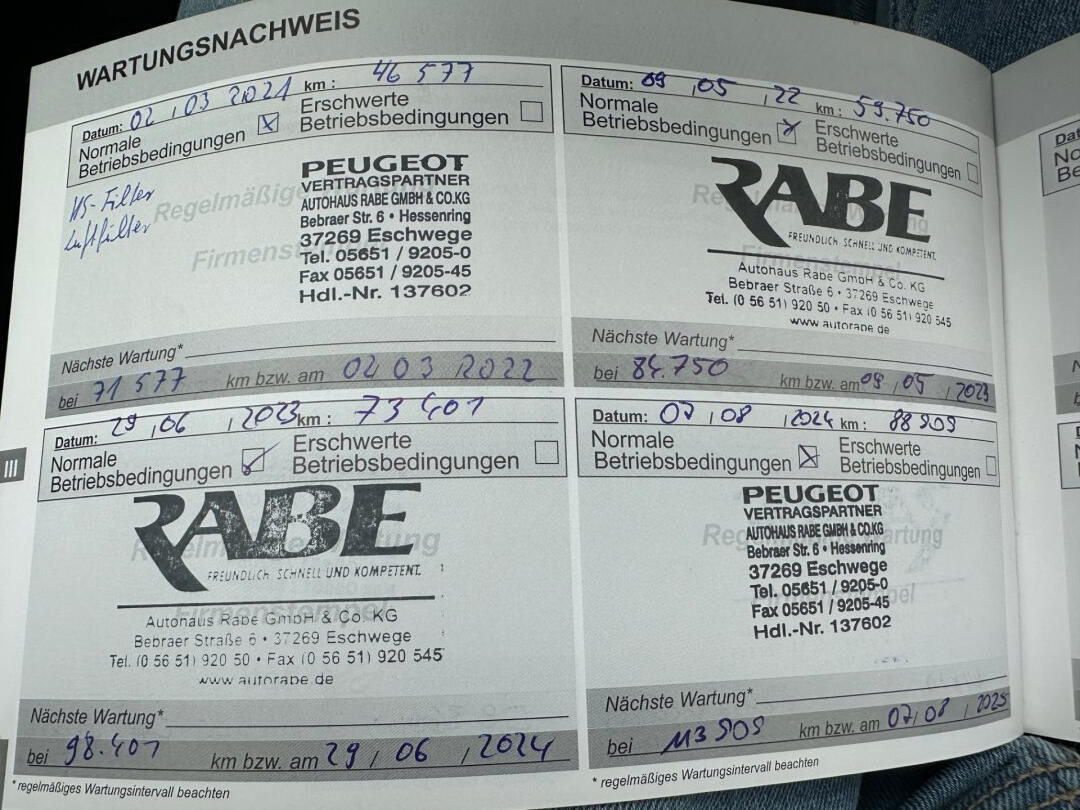 WARTUNGSNACHWEIS
Datum: 02 , 03 2021 km : 46 577
Normale Betriebsbedingungen ☒ Erschwerte Betriebsbedingungen ☐
Luftfilter
PEUGEOT
VERTRAGSPARTNER
AUTOHAUS RABE GMBH & CO.KG
Bebraer Str. 6 • Hessenring
37269 Eschwege
Tel. 05651 / 9205-0
Fax 05651 / 9205-45
Hdl.-Nr. 137602
Nächste Wartung*
bei 71 577 km bzw. am 02 03 2022
Datum: 09 , 05 , 22 km : 59.750
Normale Betriebsbedingungen ☒ Erschwerte Betriebsbedingungen ☐
RABE
FREUNDLICH. SCHNELL UND KOMPETENT.
Firmenstempel
Autohaus Rabe GmbH & Co. KG
Bebraer Straße 6 • 37269 Eschwege
Tel. (0 56 51) 920 50 • Fax (0 56 51) 920 545
www.autorabe.de
Nächste Wartung*
bei 84.750 km bzw. am 09 , 05 , 2023
Datum: 29 , 06 , 2023 km : 73 401
Normale Betriebsbedingungen ☑ Erschwerte Betriebsbedingungen ☐
RABE
FREUNDLICH. SCHNELL UND KOMPETENT.
Firmenstempel
Autohaus Rabe GmbH & Co. KG
Bebraer Straße 6 • 37269 Eschwege
Tel. (0 56 51) 920 50 • Fax (0 56 51) 920 545
www.autorabe.de
Nächste Wartung*
bei 98.401 km bzw. am 29 / 06 , 2024
Datum: 07 , 08 , 2024 km : 88 909
Normale Betriebsbedingungen ☒ Erschwerte Betriebsbedingungen ☐
PEUGEOT
VERTRAGSPARTNER
AUTOHAUS RABE GMBH & CO.KG
Bebraer Str. 6 • Hessenring
37269 Eschwege
Tel. 05651 / 9205-0
Fax 05651 / 9205-45
Hdl.-Nr. 137602
Nächste Wartung*
bei 113 909 km bzw. am 07 / 08 , 2025
* regelmäßiges Wartungsintervall beachten
* regelmäßiges Wartungsintervall beachten
III